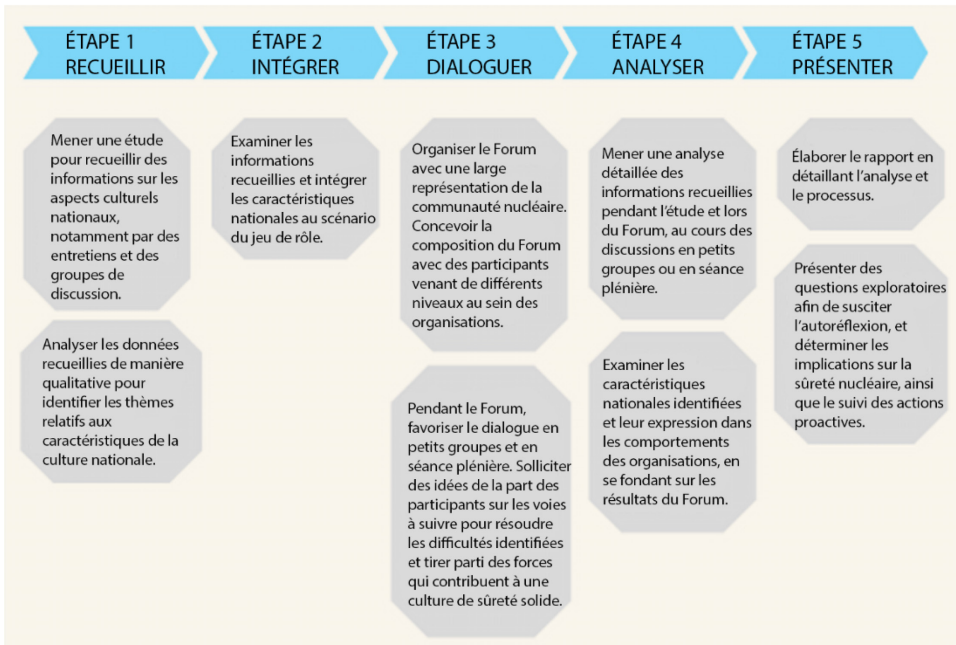 ÉTAPE 1
RECUEILLIR
ÉTAPE 2
INTÉGRER
ÉTAPE 3
DIALOGUER
ÉTAPE 4
ANALYSER
ÉTAPE 5
PRÉSENTER
Mener une étude
pour recueillir des
informations sur les
aspects culturels
nationaux,
notamment par des
entretiens et des
groupes de
discussion.
Analyser les données
recueillies de manière
qualitative pour
identifier les thèmes
relatifs aux
caractéristiques de la
culture nationale.
Examiner les
informations
recueillies et intégrer
les caractéristiques
nationales au scénario
du jeu de rôle.
Organiser le Forum
avec une large
représentation de la
communauté nucléaire.
Concevoir la
composition du Forum
avec des participants
venant de différents
niveaux au sein des
organisations.
Pendant le Forum,
favoriser le dialogue en
petits groupes et en
séance plénière. Solliciter
des idées de la part des
participants sur les voies
à suivre pour résoudre
les difficultés identifiées
et tirer parti des forces
qui contribuent à une
culture de sûreté solide.
Mener une analyse
détaillée des
informations recueillies
pendant l'étude et lors
du Forum, au cours des
discussions en petits
groupes ou en séance
plénière.
Examiner les
caractéristiques
nationales identifiées
et leur expression dans
les comportements
des organisations, en
se fondant sur les
résultats du Forum.
Élaborer le rapport en
détaillant l'analyse et
le processus.
Présenter des
questions exploratoires
afin de susciter
l'autoréflexion, et
déterminer les
implications sur la
sûreté nucléaire, ainsi
que le suivi des actions
proactives.